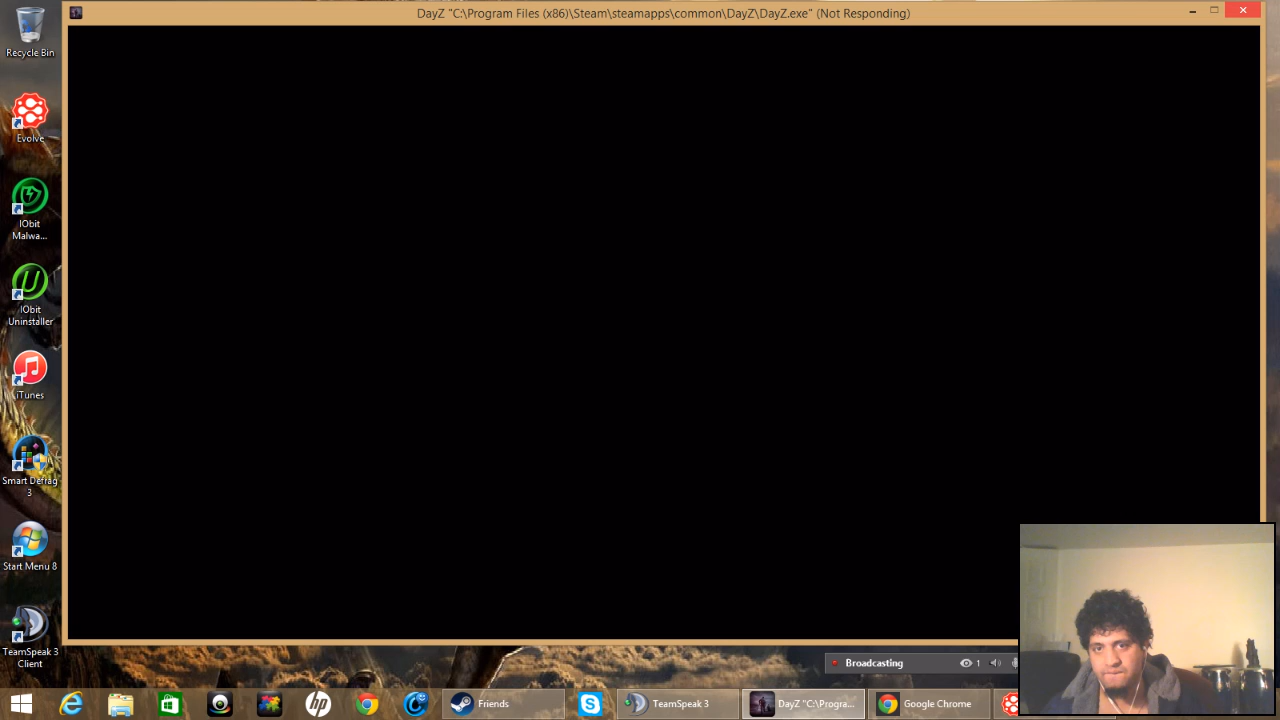 DayZ "C:\Program Files (x86)\Steam\steamapps\common\DayZ\DayZ.exe" (Not Responding)
Recycle Bin
Evolve
IObit
Malwa...
IObit
Uninstaller
iTunes
Smart Defrag
3
Start Menu 8
TeamSpeak 3
Client
Broadcasting
1
hp
Friends
TeamSpeak 3
DayZ "C:\Progra...
Google Chrome